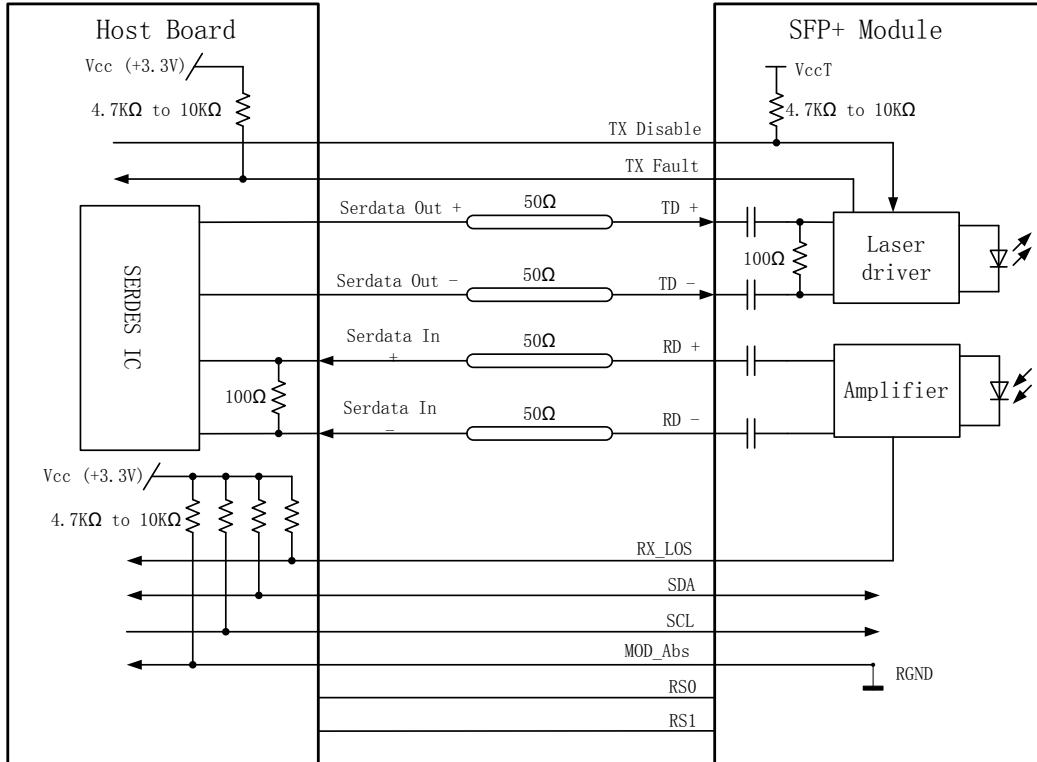 Host Board
SFP+ Module
Vcc (+3.3V)
VccT
4.7KΩ to 10KΩ
4.7KΩ to 10KΩ
TX Disable
TX Fault
Serdata Out +
50Ω
TD +
SERDES IC
100Ω
Laser
driver
Serdata Out -
50Ω
TD -
Serdata In
+
50Ω
RD +
100Ω
Amplifier
Serdata In
-
50Ω
RD -
Vcc (+3.3V)
4.7KΩ to 10KΩ
RX_LOS
SDA
SCL
MOD_Abs
RGND
RS0
RS1